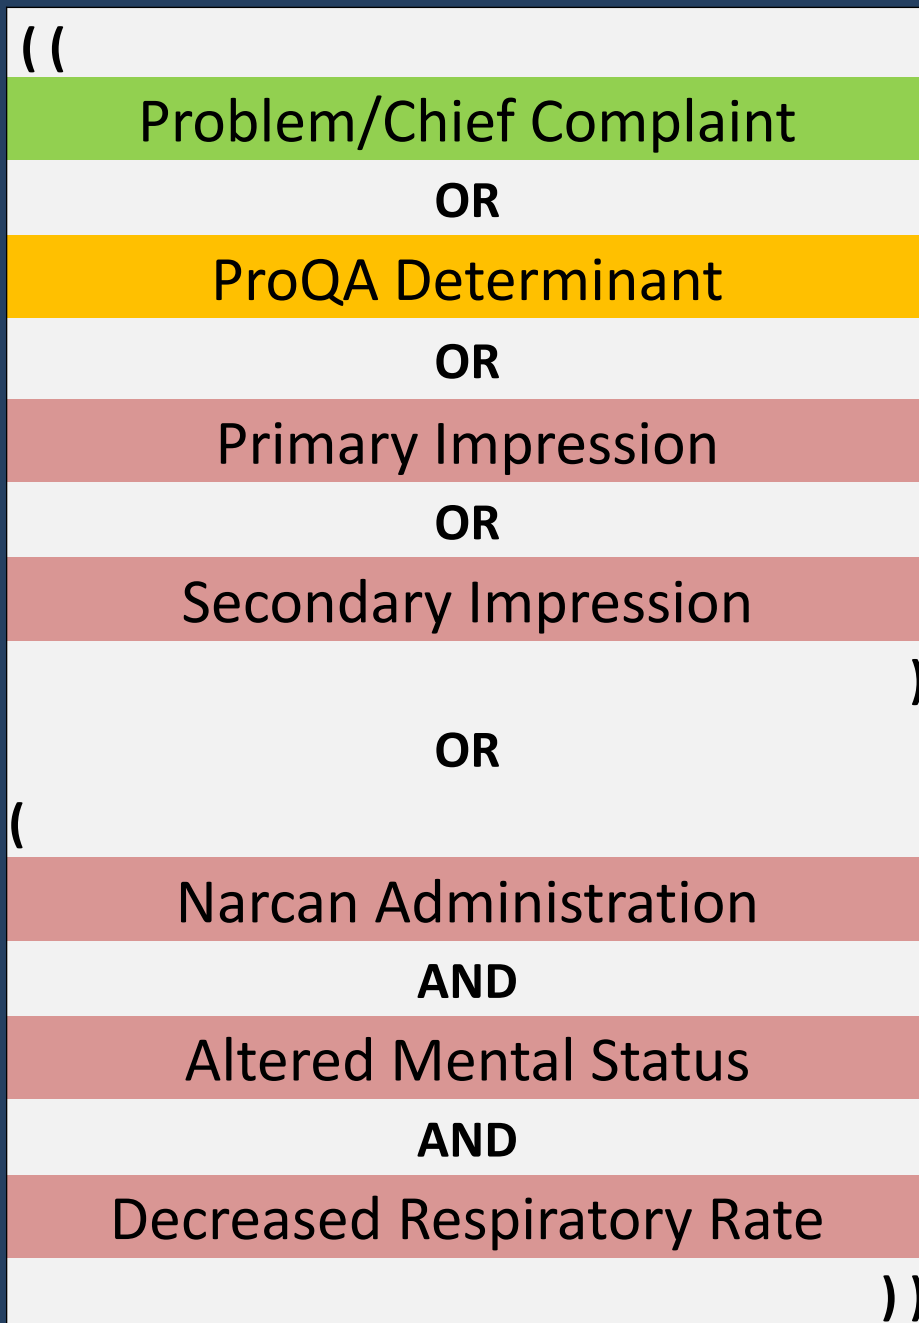 ( (
Problem/Chief Complaint
OR
ProQA Determinant
OR
Primary Impression
OR
Secondary Impression
)
OR
(
Narcan Administration
AND
Altered Mental Status
AND
Decreased Respiratory Rate
) )